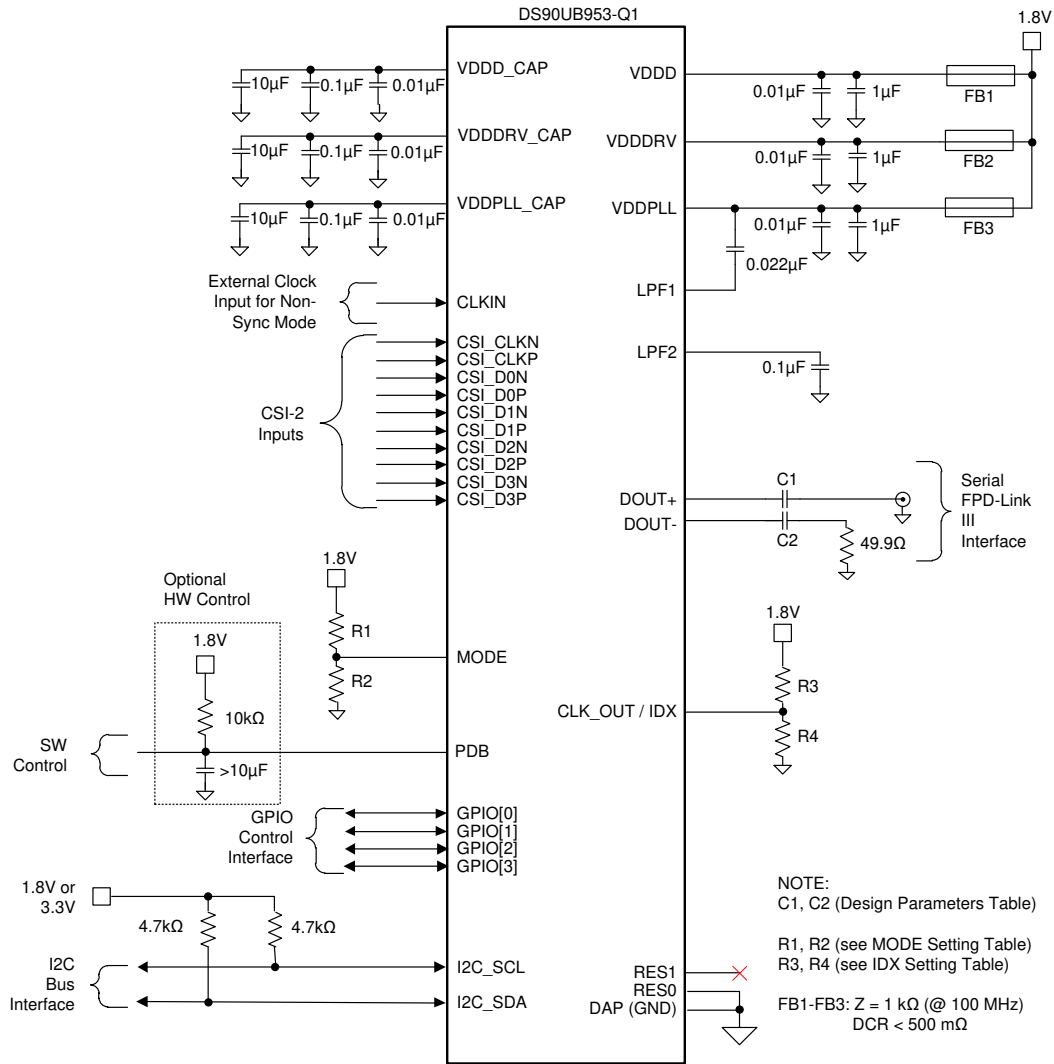 DS90UB953-Q1
1.8V
VDDD_CAP
10µF
0.1µF
0.01µF
VDDD
0.01µF
1µF
FB1
VDDDRV_CAP
10µF
0.1µF
0.01µF
VDDDRV
0.01µF
1µF
FB2
VDDPLL_CAP
10µF
0.1µF
0.01µF
VDDPLL
0.01µF
1µF
FB3
0.022µF
LPF1
External Clock
Input for Non-
Sync Mode
CLKIN
LPF2
0.1µF
CSI-2
Inputs
CSI_CLKN
CSI_CLKP
CSI_D0N
CSI_D0P
CSI_D1N
CSI_D1P
CSI_D2N
CSI_D2P
CSI_D3N
CSI_D3P
DOUT+
DOUT-
C1
C2
49.9Ω
Serial
FPD-Link
III
Interface
1.8V
R1
R2
MODE
Optional
HW Control
1.8V
10kΩ
>10µF
SW
Control
PDB
1.8V
R3
R4
CLK_OUT / IDX
GPIO
Control
Interface
GPIO[0]
GPIO[1]
GPIO[2]
GPIO[3]
1.8V or
3.3V
4.7kΩ
4.7kΩ
I2C
Bus
Interface
I2C_SCL
I2C_SDA
RES1
RES0
DAP (GND)
NOTE:
C1, C2 (Design Parameters Table)
R1, R2 (see MODE Setting Table)
R3, R4 (see IDX Setting Table)
FB1-FB3: Z = 1 kΩ (@ 100 MHz)
DCR < 500 mΩ